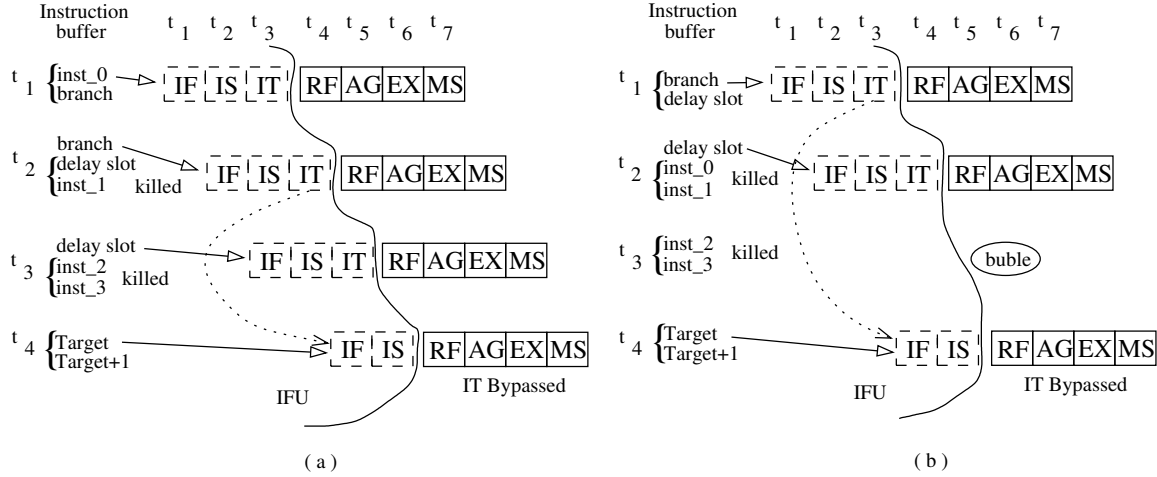 Instruction buffer t 1 t 2 t 3 t 4 t 5 t 6 t 7
t 1 { inst_0 branch IF IS IT RF AG EX MS
t 2 { branch delay slot inst_1 killed IF IS IT RF AG EX MS
t 3 { delay slot inst_2 inst_3 killed IF IS IT RF AG EX MS
t 4 { Target Target+1 IF IS RF AG EX MS
IFU IT Bypassed
( a )
Instruction buffer t 1 t 2 t 3 t 4 t 5 t 6 t 7
t 1 { branch delay slot IF IS IT RF AG EX MS
t 2 { delay slot inst_0 inst_1 killed IF IS IT RF AG EX MS
t 3 { inst_2 inst_3 killed buble
t 4 { Target Target+1 IF IS RF AG EX MS
IFU IT Bypassed
( b )